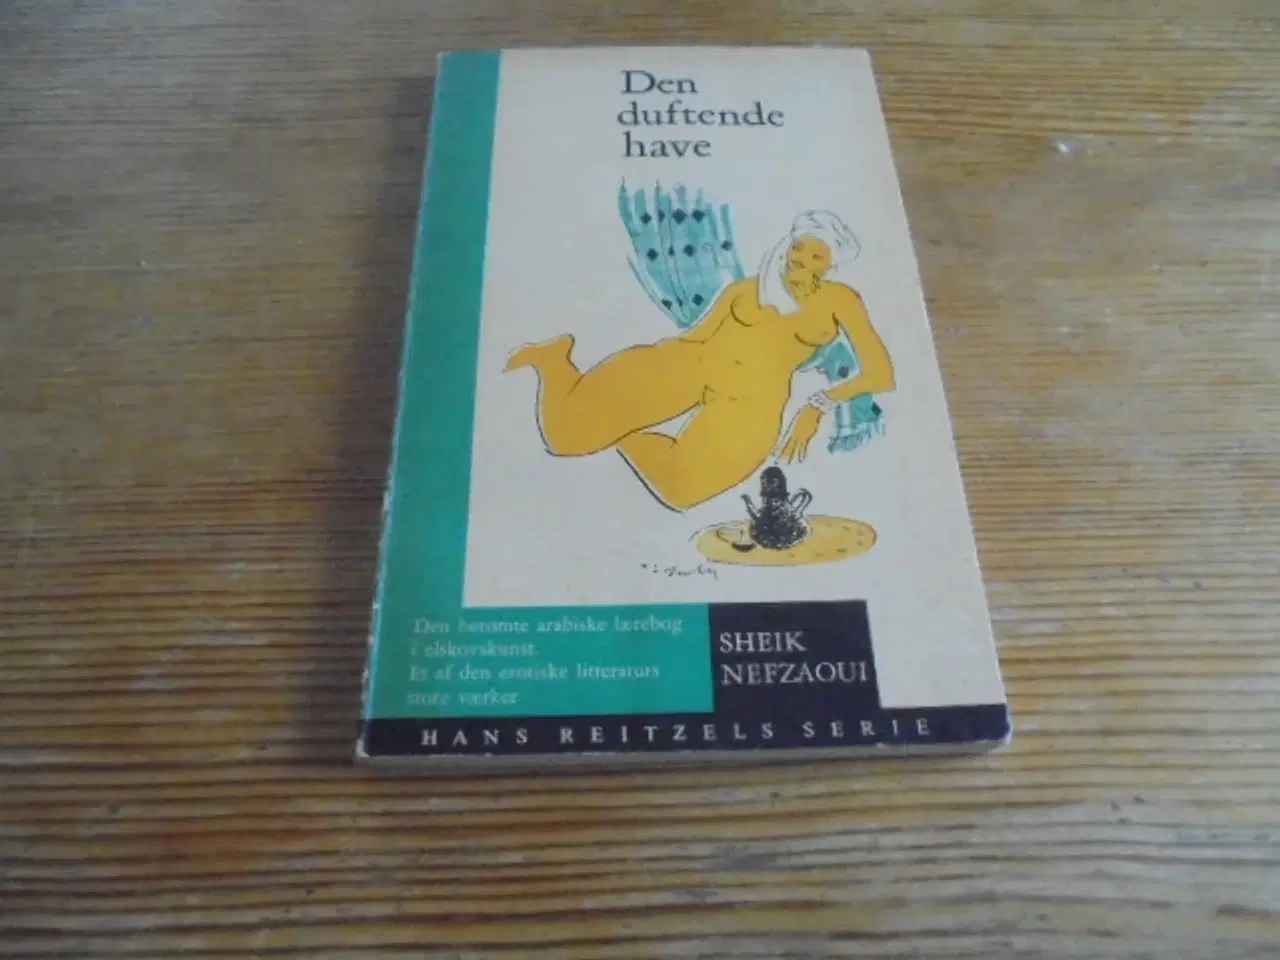 Den
duftende
have
Den berømte arabiske lærebog
i elskovskunst.
Et af den erotiske litteraturs
store værker
SHEIK
NEFZAOUI
HANS REITZELS SERIE